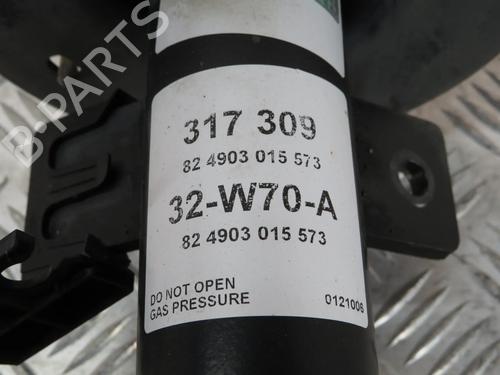 317 309
82 4903 015 573
32-W70-A
82 4903 015 573
DO NOT OPEN
GAS PRESSURE
0121006
B-PARTS